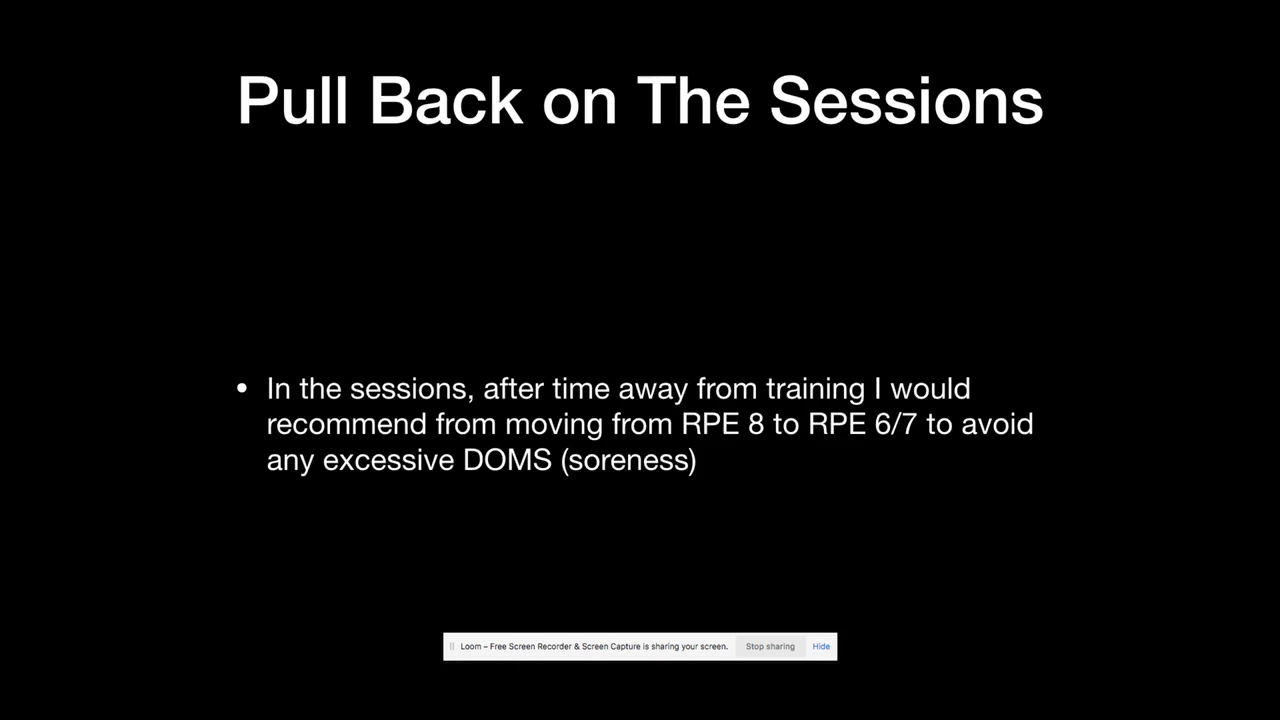 Pull Back on The Sessions
• In the sessions, after time away from training I would
recommend from moving from RPE 8 to RPE 6/7 to avoid
any excessive DOMS (soreness)
Loom – Free Screen Recorder & Screen Capture is sharing your screen. Stop sharing Hide